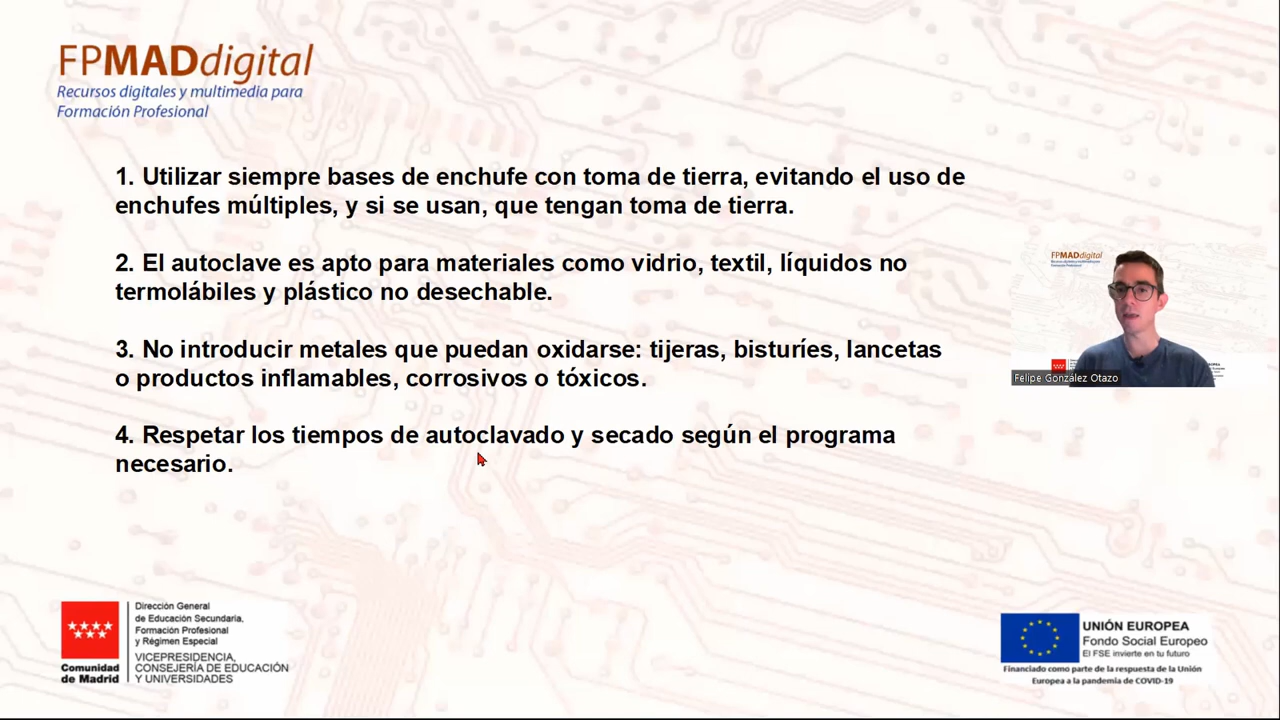 FPMADdigital
Recursos digitales y multimedia para
Formación Profesional
1. Utilizar siempre bases de enchufe con toma de tierra, evitando el uso de
enchufes múltiples, y si se usan, que tengan toma de tierra.
2. El autoclave es apto para materiales como vidrio, textil, líquidos no
termolábiles y plástico no desechable.
3. No introducir metales que puedan oxidarse: tijeras, bisturíes, lancetas
o productos inflamables, corrosivos o tóxicos.
4. Respetar los tiempos de autoclavado y secado según el programa
necesario.
FPMADdigital
Felipe González Otazo
Comunidad
de Madrid
Dirección General
de Educación Secundaria,
Formación Profesional
y Régimen Especial
VICEPRESIDENCIA,
CONSEJERÍA DE EDUCACIÓN
Y UNIVERSIDADES
UNIÓN EUROPEA
Fondo Social Europeo
El FSE invierte en tu futuro
Financiado como parte de la respuesta de la Unión
Europea a la pandemia de COVID-19